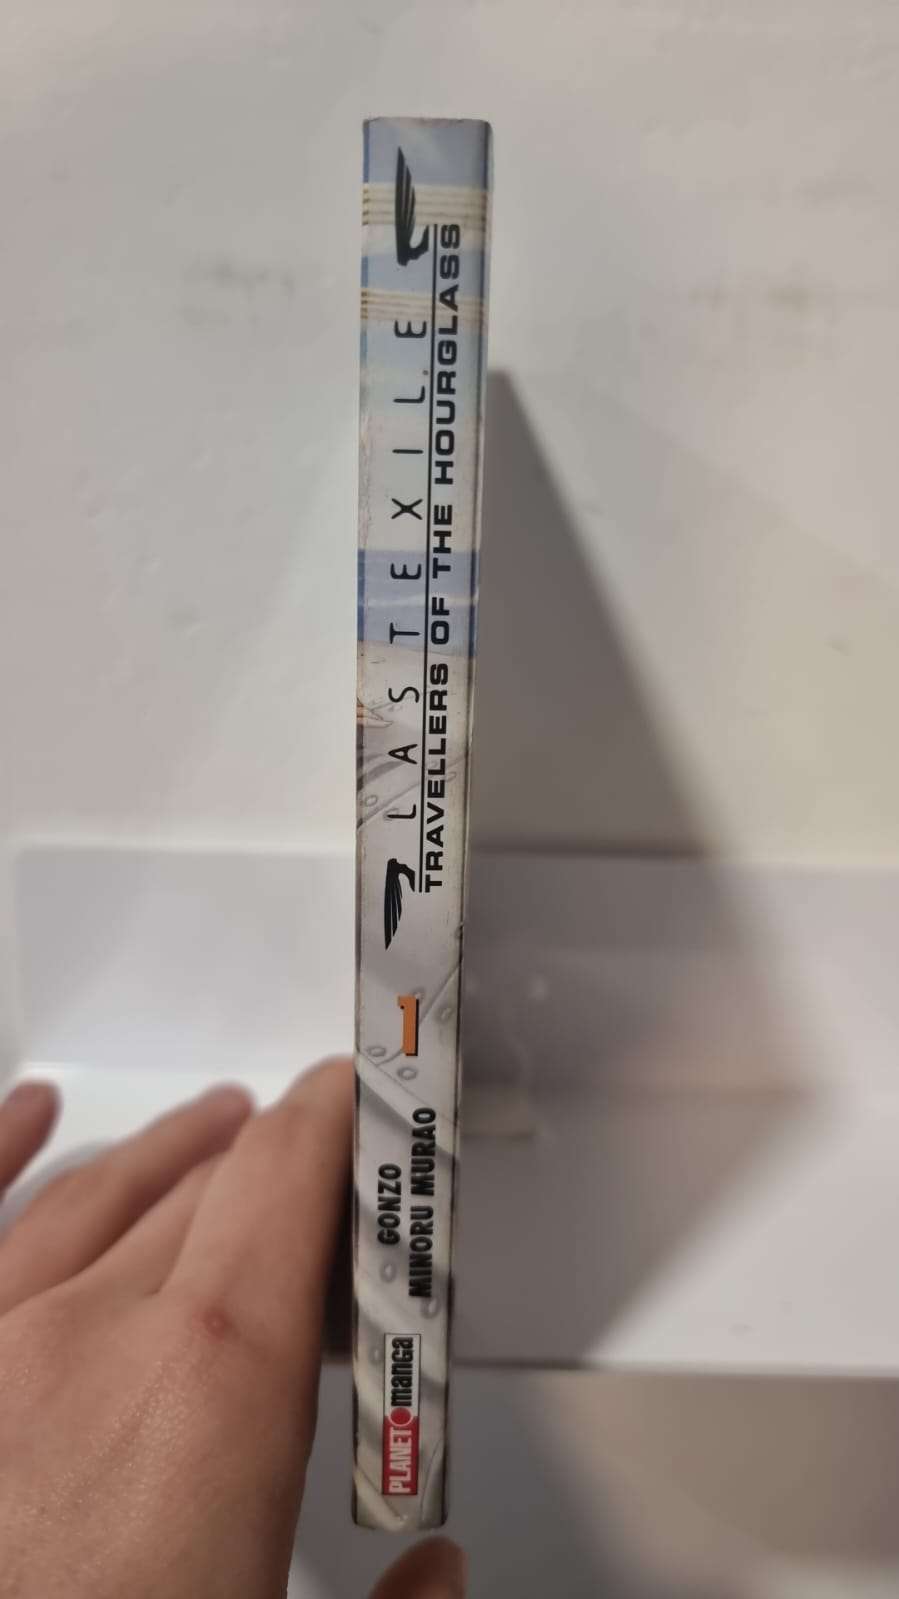 LAST EXILE
TRAVELLERS OF THE HOURGLASS
1
GONZO
MINORU MURAO
PLANET manga